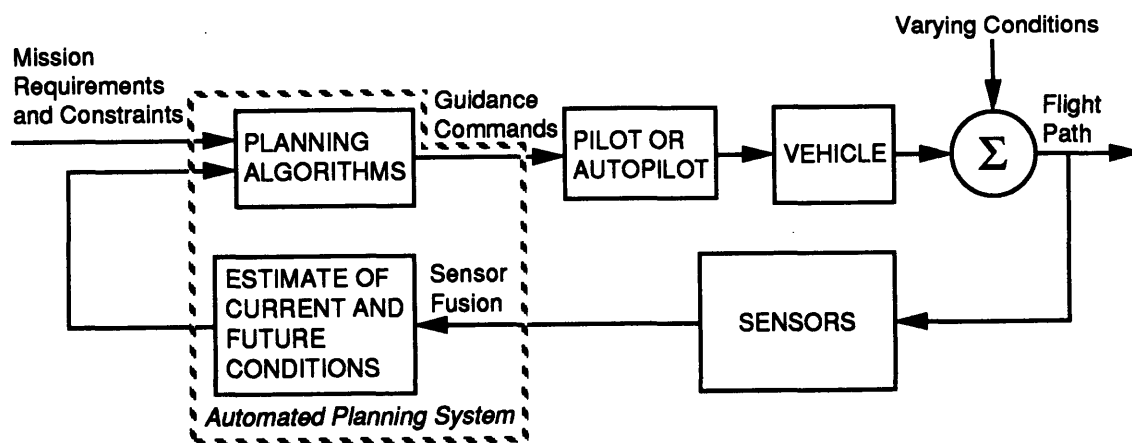 Varying Conditions
Mission
Requirements
and Constraints
Guidance
Commands
Flight
Path
PLANNING
ALGORITHMS
PILOT OR
AUTOPILOT
VEHICLE
Σ
ESTIMATE OF
CURRENT AND
FUTURE
CONDITIONS
Sensor
Fusion
SENSORS
Automated Planning System